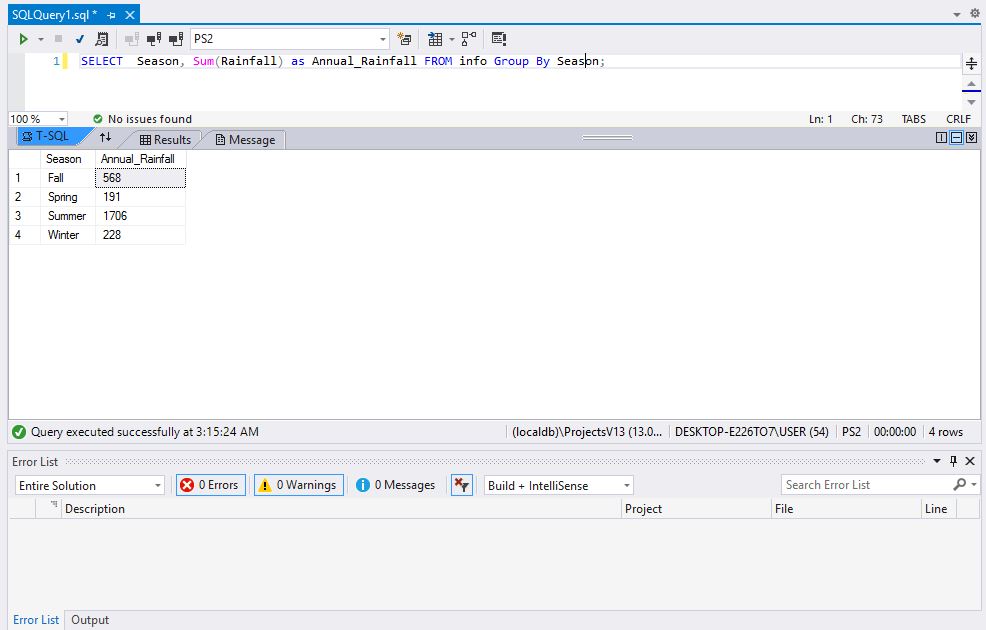 SQLQuery1.sql *
PS2
1 SELECT  Season, Sum(Rainfall) as Annual_Rainfall FROM info Group By Season;
100 % No issues found Ln: 1 Ch: 73 TABS CRLF
T-SQL Results Message
Season Annual_Rainfall
1 Fall 568
2 Spring 191
3 Summer 1706
4 Winter 228
Query executed successfully at 3:15:24 AM (localdb)\ProjectsV13 (13.0... DESKTOP-E226TO7\USER (54) PS2 00:00:00 4 rows
Error List
Entire Solution 0 Errors 0 Warnings 0 Messages Build + IntelliSense Search Error List
Description Project File Line
Error List Output